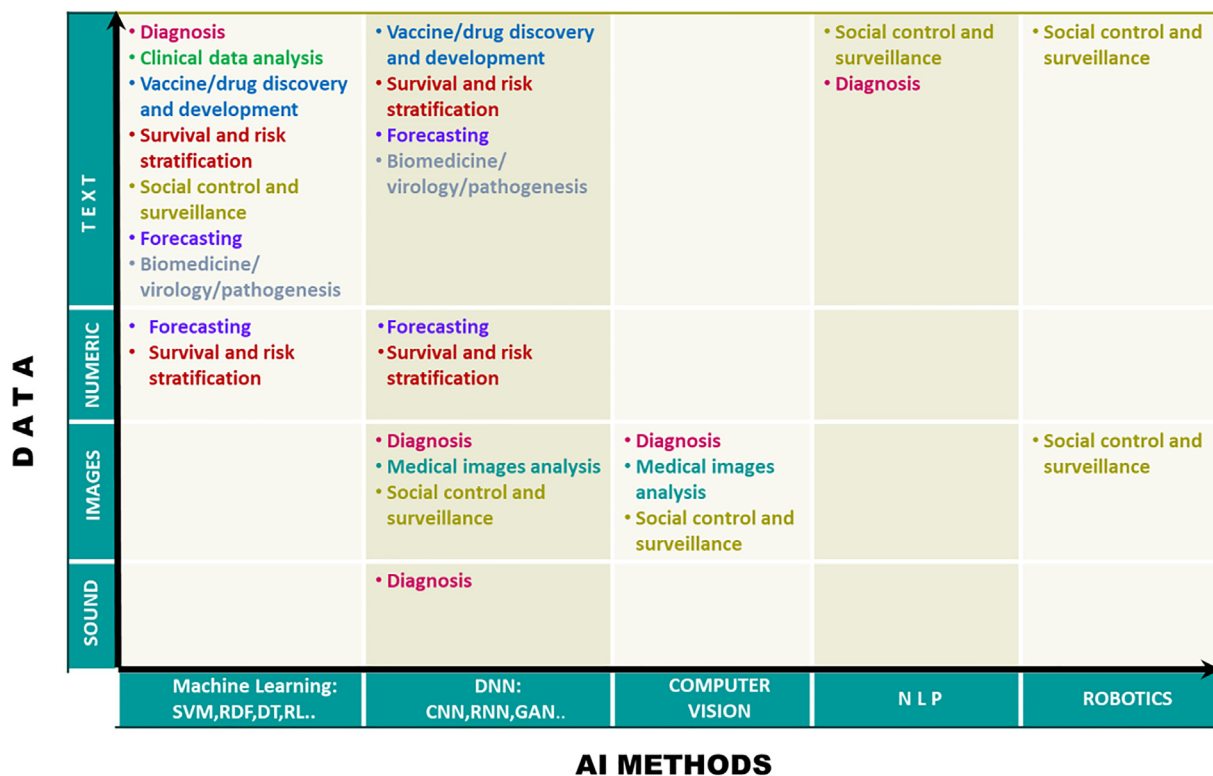 DATA
TEXT
• Diagnosis
• Clinical data analysis
• Vaccine/drug discovery
and development
• Survival and risk
stratification
• Social control and
surveillance
• Forecasting
• Biomedicine/
virology/pathogenesis
• Vaccine/drug discovery
and development
• Survival and risk
stratification
• Forecasting
• Biomedicine/
virology/pathogenesis
• Social control and
surveillance
• Diagnosis
• Social control and
surveillance
NUMERIC
• Forecasting
• Survival and risk
stratification
• Forecasting
• Survival and risk
stratification
IMAGES
• Diagnosis
• Medical images analysis
• Social control and
surveillance
• Diagnosis
• Medical images
analysis
• Social control and
surveillance
• Social control and
surveillance
SOUND
• Diagnosis
Machine Learning:
SVM,RDF,DT,RL..
DNN:
CNN,RNN,GAN..
COMPUTER
VISION
N L P
ROBOTICS
AI METHODS